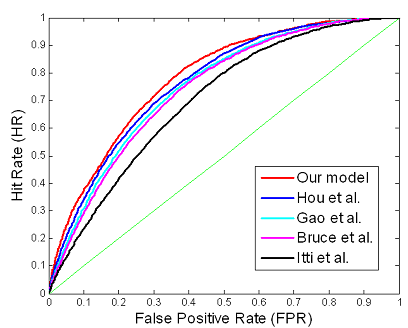 1
0.9
0.8
0.7
0.6
0.5
0.4
0.3
0.2
0.1
0
Hit Rate (HR)
Our model
Hou et al.
Gao et al.
Bruce et al.
Itti et al.
0 0.1 0.2 0.3 0.4 0.5 0.6 0.7 0.8 0.9 1
False Positive Rate (FPR)